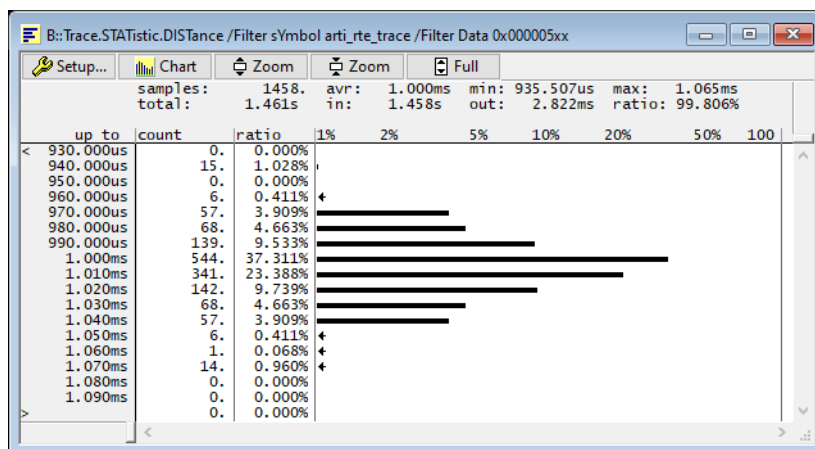 B::Trace.STATistic.DISTance /Filter sYmbol arti_rte_trace /Filter Data 0x000005xx
Setup... Chart Zoom Zoom Full
samples: 1458. avr: 1.000ms min: 935.507us max: 1.065ms
total: 1.461s in: 1.458s out: 2.822ms ratio: 99.806%
up to count ratio 1% 2% 5% 10% 20% 50% 100
< 930.000us 0. 0.000%
940.000us 15. 1.028%
950.000us 0. 0.000%
960.000us 6. 0.411%
970.000us 57. 3.909%
980.000us 68. 4.663%
990.000us 139. 9.533%
1.000ms 544. 37.311%
1.010ms 341. 23.388%
1.020ms 142. 9.739%
1.030ms 68. 4.663%
1.040ms 57. 3.909%
1.050ms 6. 0.411%
1.060ms 1. 0.068%
1.070ms 14. 0.960%
1.080ms 0. 0.000%
1.090ms 0. 0.000%
> 0. 0.000%